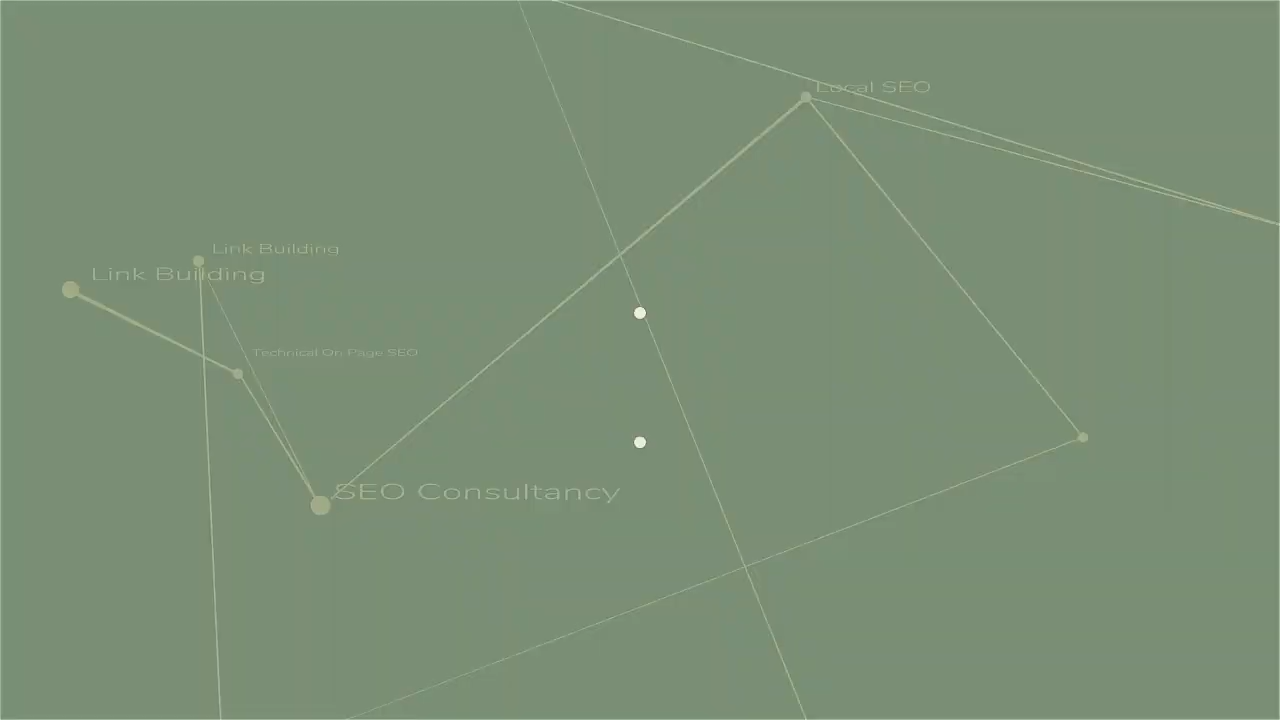 Local SEO
Link Building
Link Building
Technical On Page SEO
SEO Consultancy